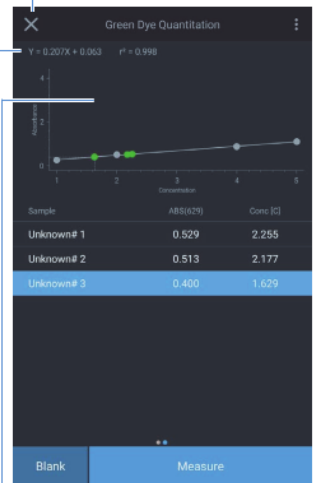 Green Dye Quantitation
Y = 0.207X + 0.063 r² = 0.998
4
2
0
Absorbance
1 2 3 4 5
Concentration
Sample ABS(629) Conc [C]
Unknown# 1 0.529 2.255
Unknown# 2 0.513 2.177
Unknown# 3 0.400 1.629
Blank Measure